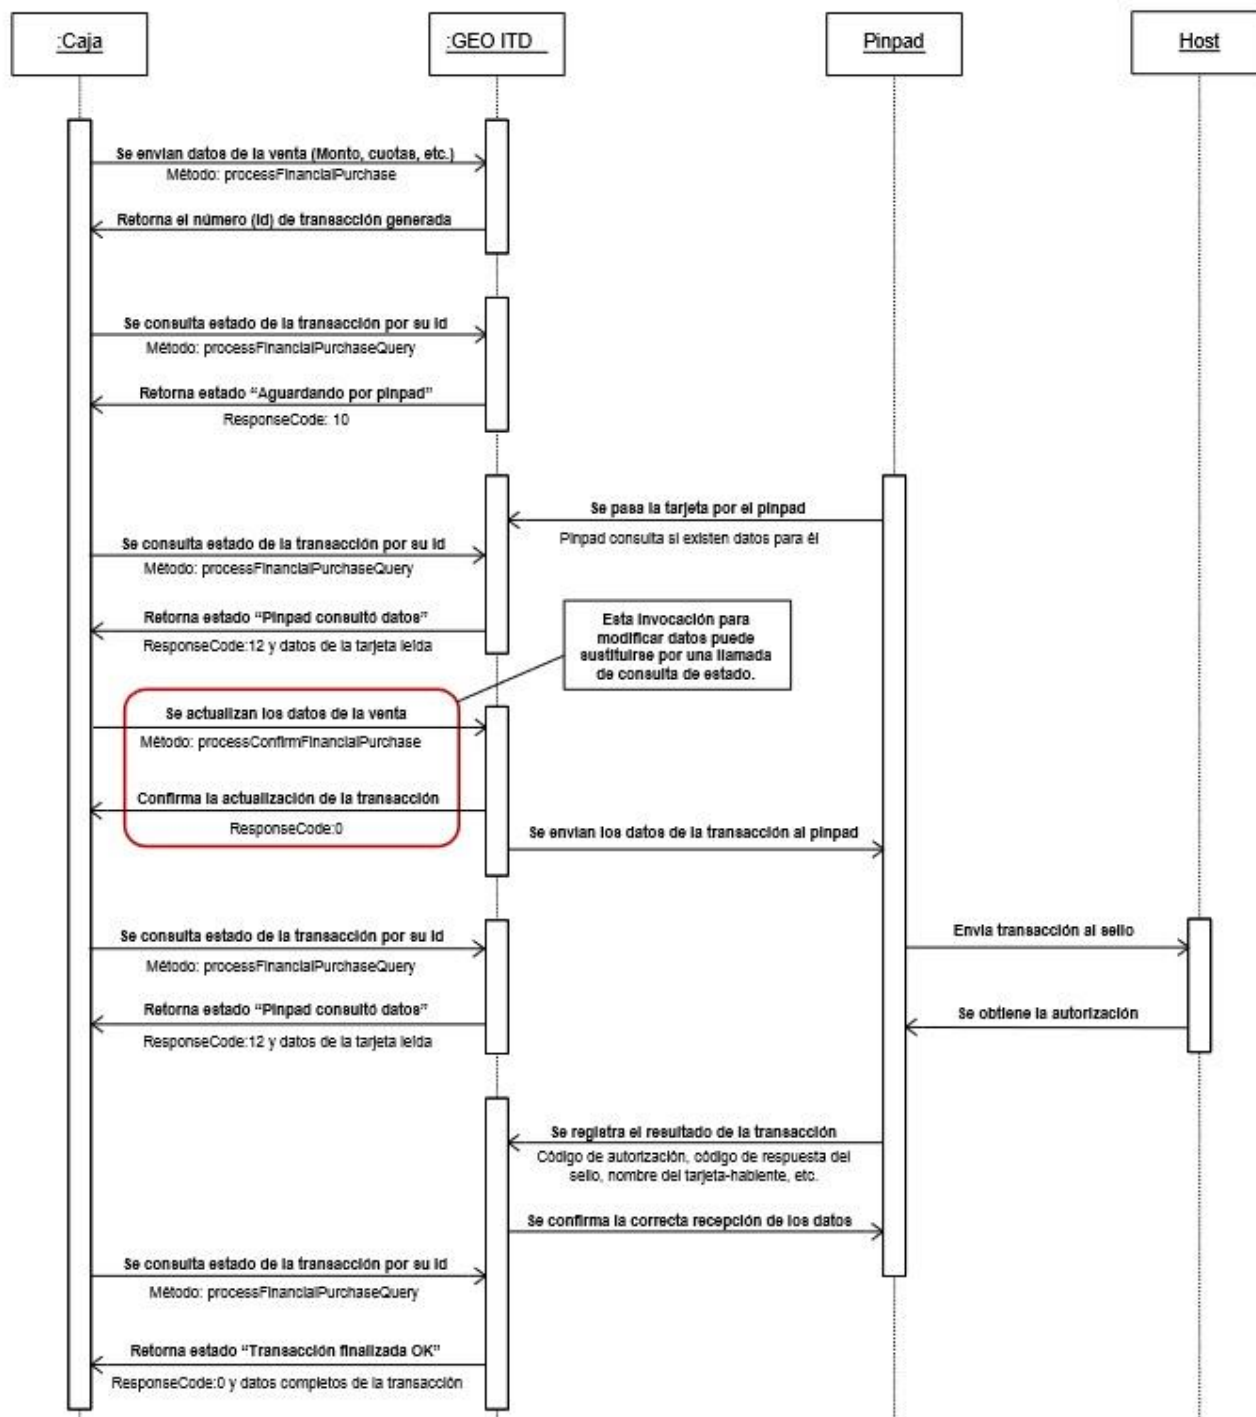 :Caja
:GEO ITD
Pinpad
Host
Se envian datos de la venta (Monto, cuotas, etc.)
Método: processFinancialPurchase
Retorna el número (id) de transacción generada
Se consulta estado de la transacción por su id
Método: processFinancialPurchaseQuery
Retorna estado “Aguardando por pinpad”
ResponseCode: 10
Se pasa la tarjeta por el pinpad
Pinpad consulta si existen datos para él
Se consulta estado de la transacción por su id
Método: processFinancialPurchaseQuery
Retorna estado “Pinpad consultó datos”
ResponseCode:12 y datos de la tarjeta leida
Esta invocación para
modificar datos puede
sustituirse por una llamada
de consulta de estado.
Se actualizan los datos de la venta
Método: processConfirmFinancialPurchase
Confirma la actualización de la transacción
ResponseCode:0
Se envian los datos de la transacción al pinpad
Se consulta estado de la transacción por su id
Método: processFinancialPurchaseQuery
Envia transacción al sello
Retorna estado “Pinpad consultó datos”
ResponseCode:12 y datos de la tarjeta leida
Se obtiene la autorización
Se registra el resultado de la transacción
Código de autorización, código de respuesta del
sello, nombre del tarjeta-habiente, etc.
Se confirma la correcta recepción de los datos
Se consulta estado de la transacción por su id
Método: processFinancialPurchaseQuery
Retorna estado “Transacción finalizada OK”
ResponseCode:0 y datos completos de la transacción